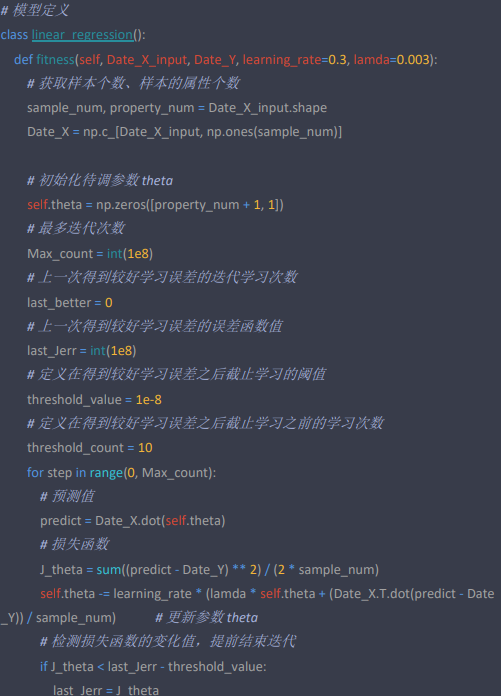 # 模型定义
class linear_regression():
def fitness(self, Date_X_input, Date_Y, learning_rate=0.3, lamda=0.003):
# 获取样本个数、样本的属性个数
sample_num, property_num = Date_X_input.shape
Date_X = np.c_[Date_X_input, np.ones(sample_num)]
# 初始化待调参数 theta
self.theta = np.zeros([property_num + 1, 1])
# 最多迭代次数
Max_count = int(1e8)
# 上一次得到较好学习误差的迭代学习次数
last_better = 0
# 上一次得到较好学习误差的误差函数值
last_Jerr = int(1e8)
# 定义在得到较好学习误差之后截止学习的阈值
threshold_value = 1e-8
# 定义在得到较好学习误差之后截止学习之前的学习次数
threshold_count = 10
for step in range(0, Max_count):
# 预测值
predict = Date_X.dot(self.theta)
# 损失函数
J_theta = sum((predict - Date_Y) ** 2) / (2 * sample_num)
self.theta -= learning_rate * (lamda * self.theta + (Date_X.T.dot(predict - Date
_Y)) / sample_num) # 更新参数 theta
# 检测损失函数的变化值，提前结束迭代
if J_theta < last_Jerr - threshold_value:
last_Jerr = J_theta